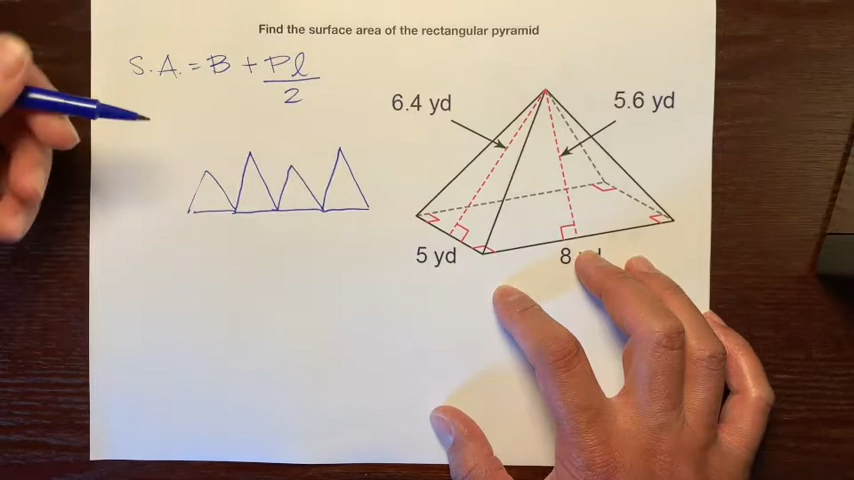 Find the surface area of the rectangular pyramid
S.A. = B + Pl/2
6.4 yd
5.6 yd
5 yd
8 yd